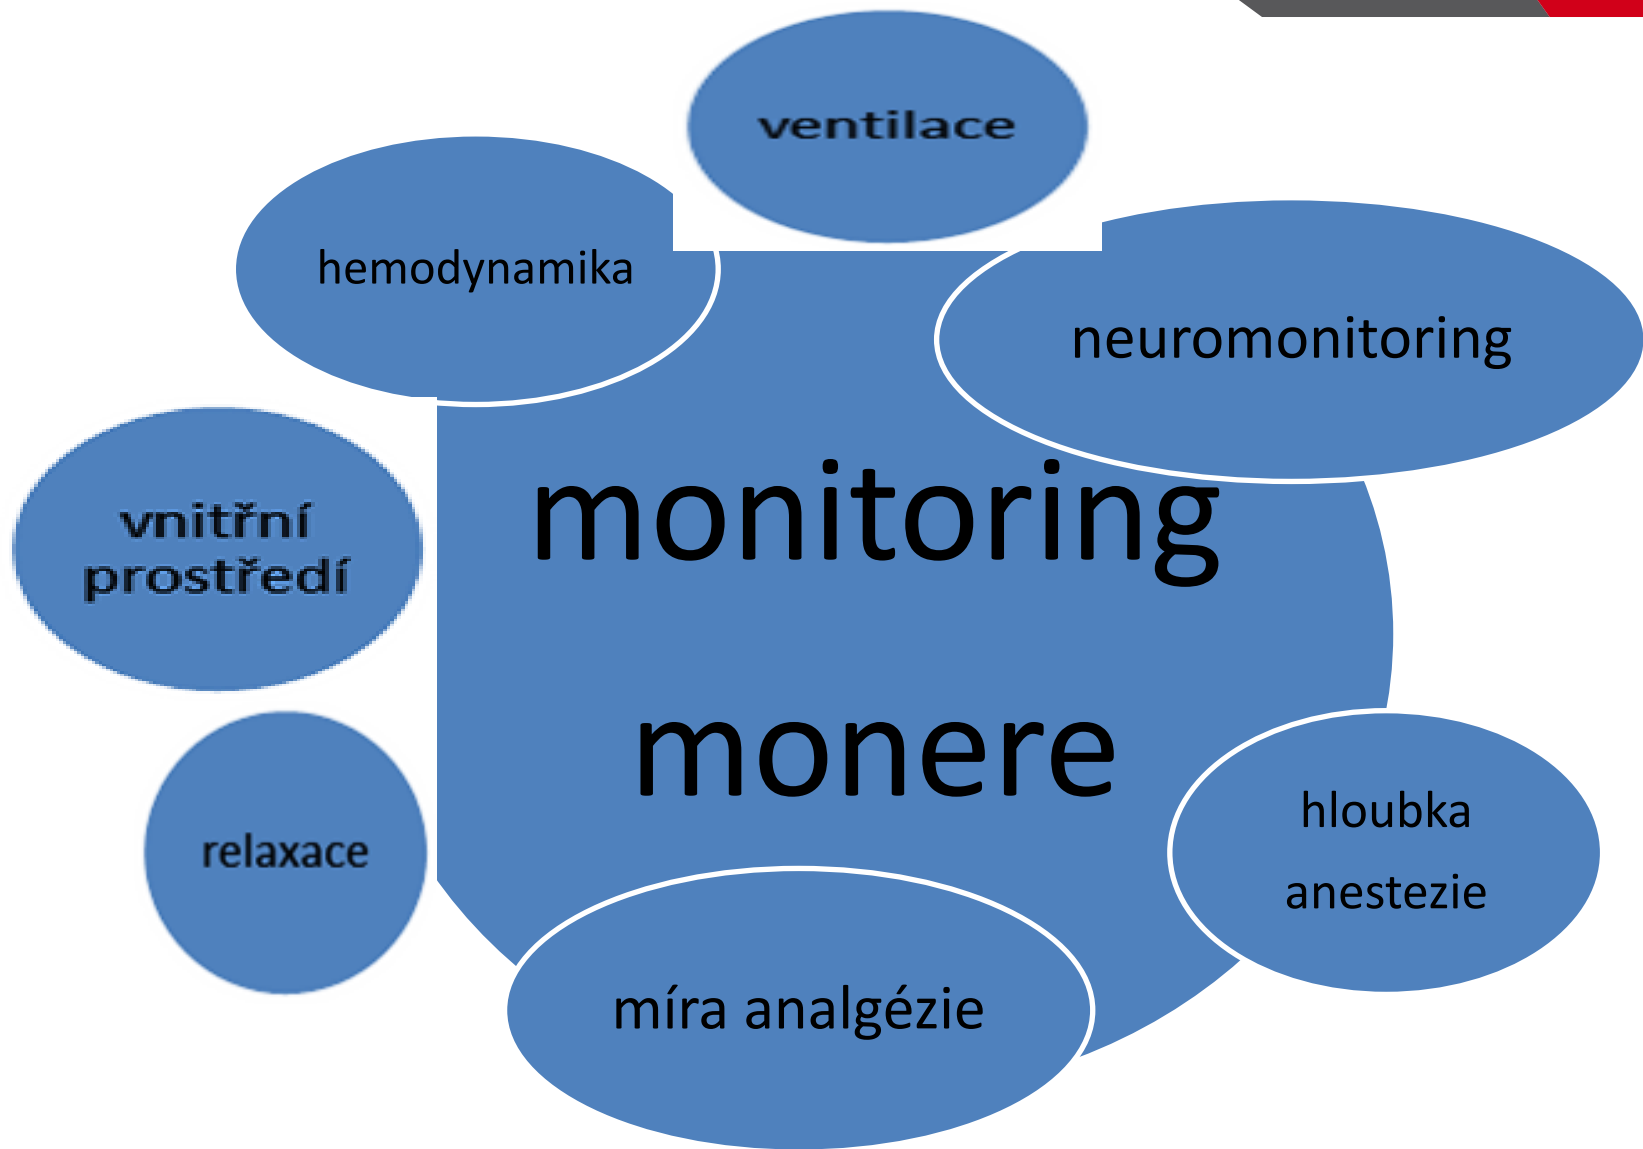 ventilace
hemodynamika
neuromonitoring
vnitřní
prostředí
monitoring
monere
relaxace
hloubka
anestezie
míra analgézie